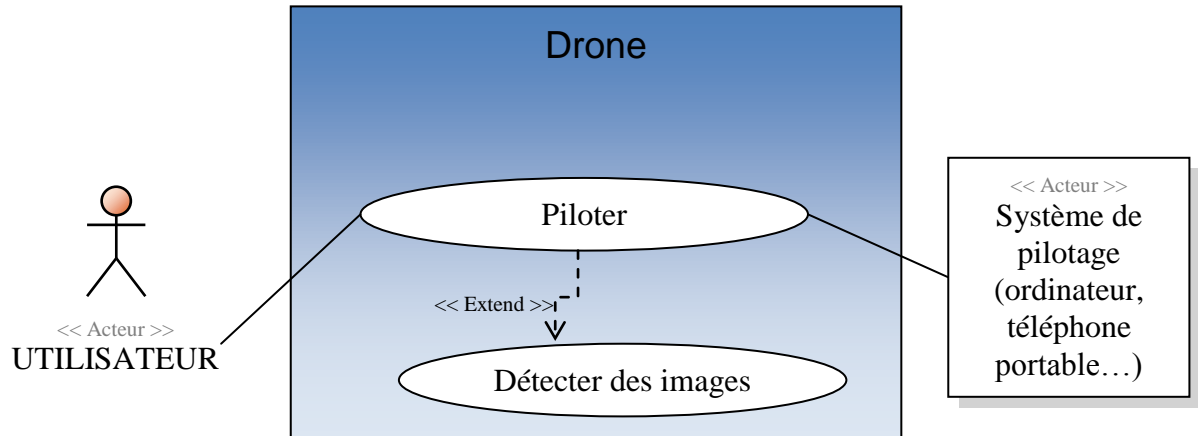 Drone
<< Acteur >>
UTILISATEUR
Piloter
<< Extend >>
Détecter des images
<< Acteur >>
Système de
pilotage
(ordinateur,
téléphone
portable…)